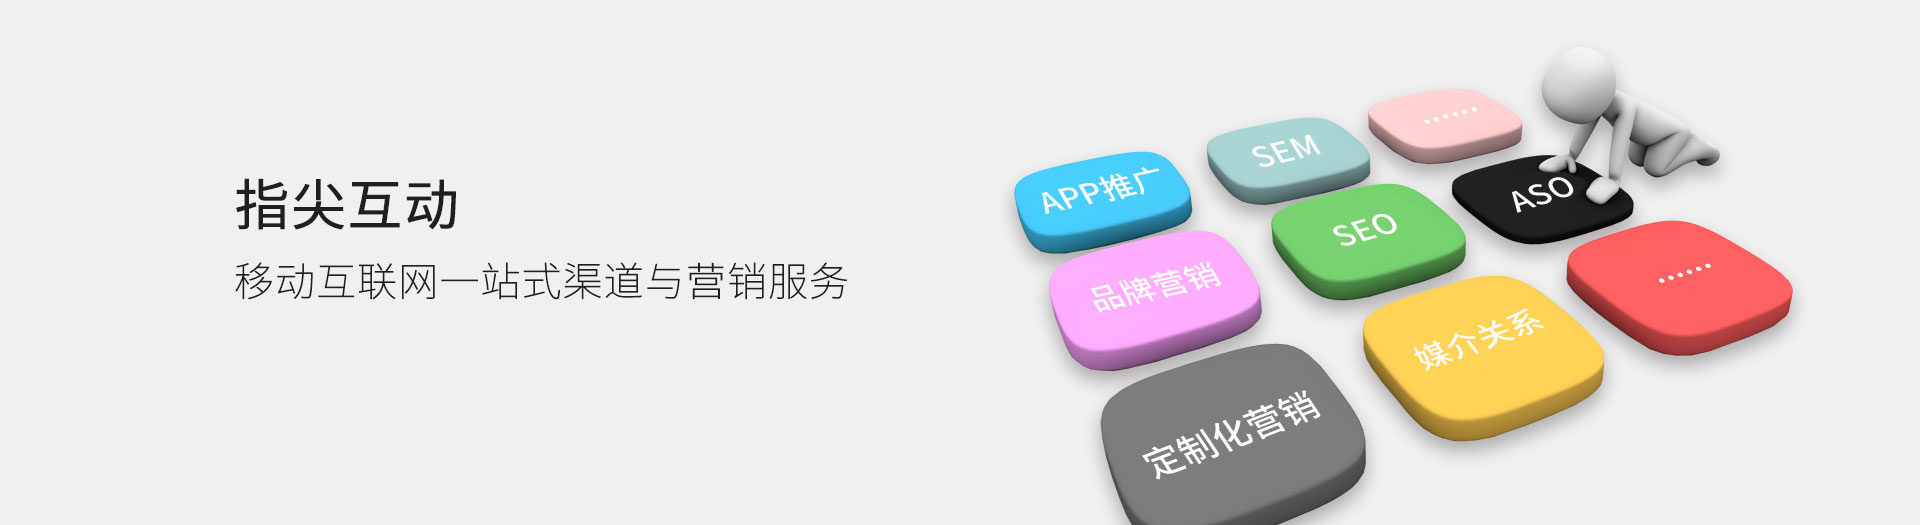 指尖互动
移动互联网一站式渠道与营销服务
APP推广
SEM
......
品牌营销
SEO
ASO
定制化营销
媒介关系
......